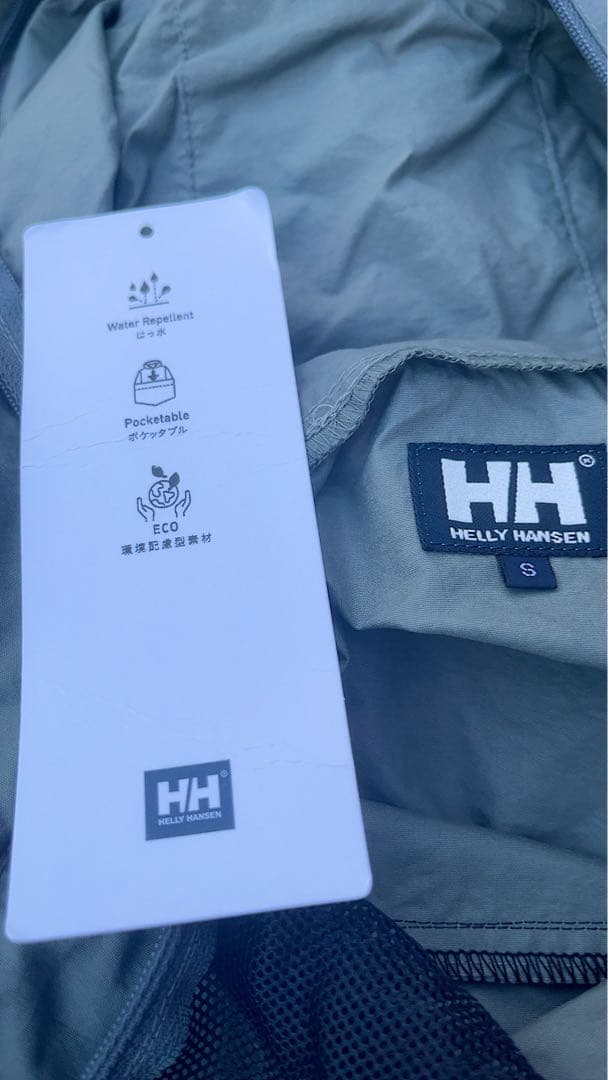 Water Repellent
はっ水
Pocketable
ポケッタブル
ECO
環境配慮型素材
HH®
HELLY HANSEN
HH®
HELLY HANSEN
S